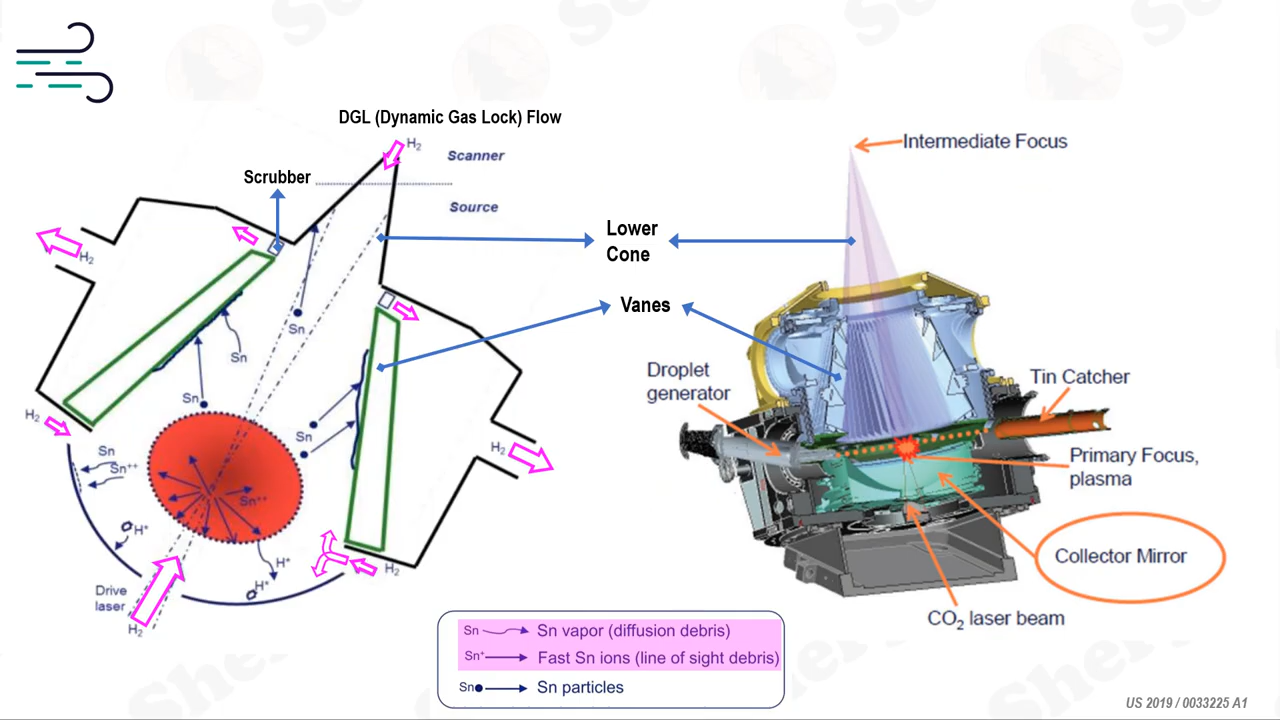 DGL (Dynamic Gas Lock) Flow
H₂
Scanner
Source
Scrubber
H₂
Lower
Cone
Vanes
Sn
Sn
Sn
Sn
H₂
H₂
Sn
Sn⁺⁺
Sn⁺⁺
H*
H*
H₂
Drive
laser
H₂
Intermediate Focus
Droplet
generator
Tin Catcher
Primary Focus,
plasma
Collector Mirror
CO₂ laser beam
Sn Sn vapor (diffusion debris)
Sn⁺ Fast Sn ions (line of sight debris)
Sn Sn particles
US 2019 / 0033225 A1